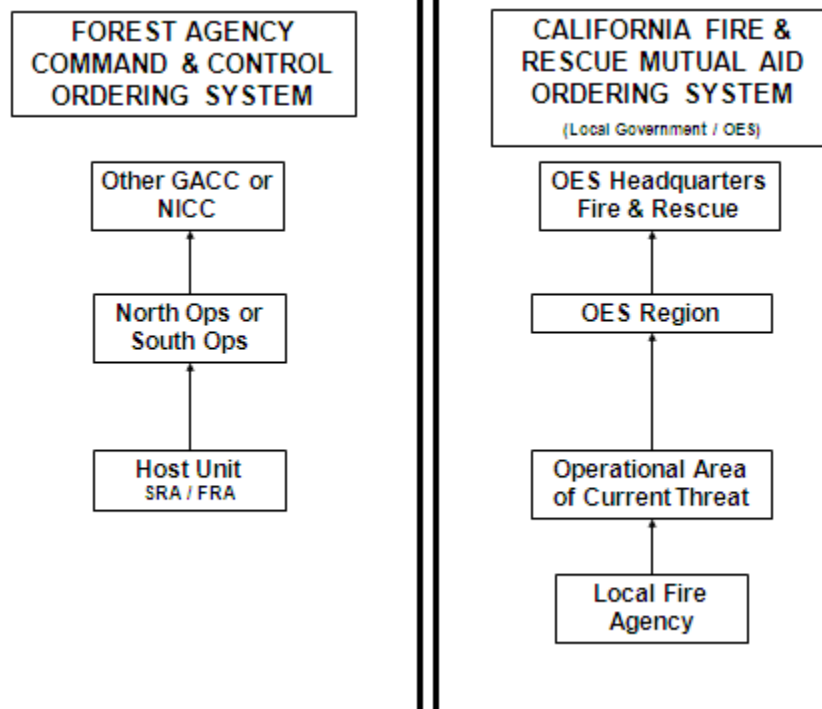 FOREST AGENCY
COMMAND & CONTROL
ORDERING SYSTEM
Other GACC or
NICC
North Ops or
South Ops
Host Unit
SRA / FRA
CALIFORNIA FIRE &
RESCUE MUTUAL AID
ORDERING SYSTEM
(Local Government / OES)
OES Headquarters
Fire & Rescue
OES Region
Operational Area
of Current Threat
Local Fire
Agency